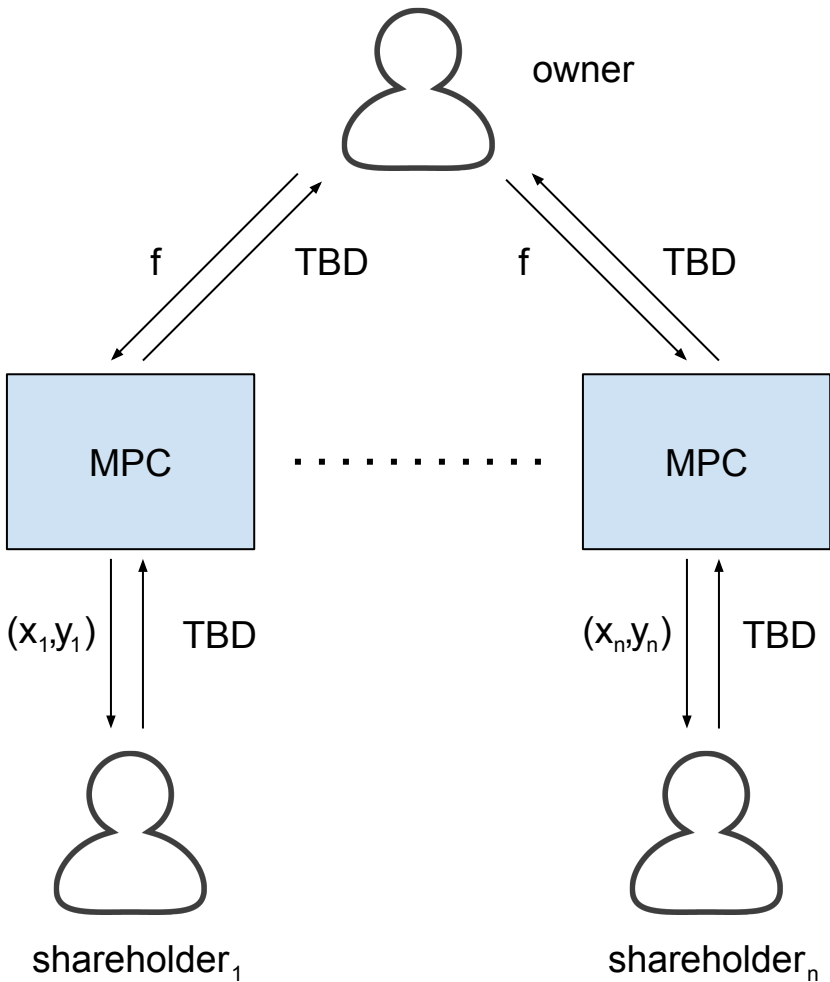 owner
f
TBD
f
TBD
MPC
MPC
(x₁,y₁)
TBD
(xₙ,yₙ)
TBD
shareholder₁
shareholderₙ